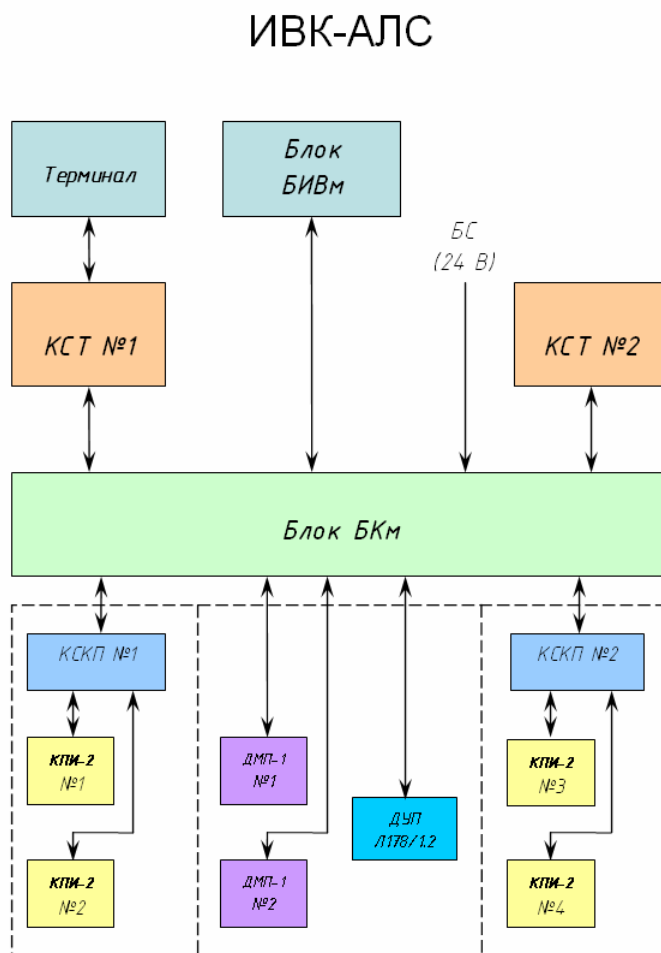 ИВК-АЛС
Терминал
Блок
БИВм
БС
(24 В)
КСТ №1
КСТ №2
Блок БКм
КСКП №1
КСКП №2
КПИ-2
№1
ДМП-1
№1
КПИ-2
№3
ДУП
Л178/1.2
КПИ-2
№2
ДМП-1
№2
КПИ-2
№4